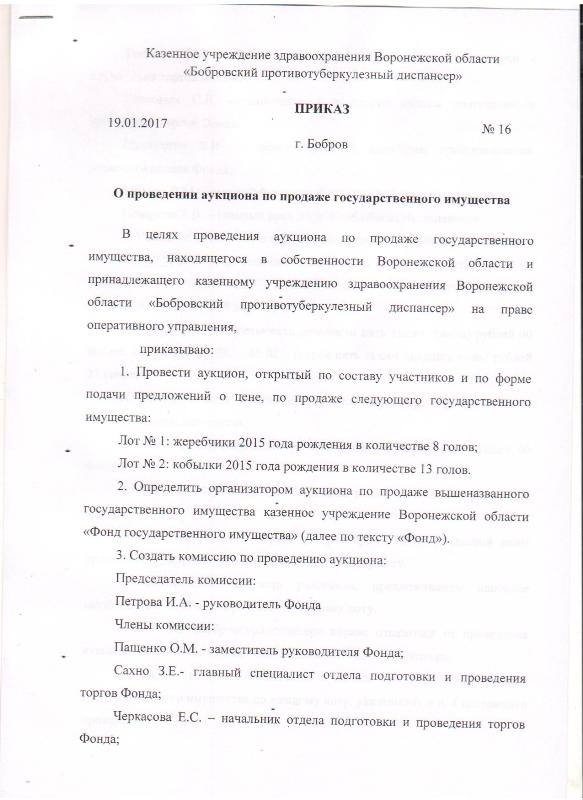 Казенное учреждение здравоохранения Воронежской области
«Бобровский противотуберкулезный диспансер»
ПРИКАЗ
19.01.2017 № 16
г. Бобров
О проведении аукциона по продаже государственного имущества
В целях проведения аукциона по продаже государственного
имущества, находящегося в собственности Воронежской области и
принадлежащего казенному учреждению здравоохранения Воронежской
области «Бобровский противотуберкулезный диспансер» на праве
оперативного управления,
приказываю:
1. Провести аукцион, открытый по составу участников и по форме
подачи предложений о цене, по продаже следующего государственного
имущества:
Лот № 1: жеребчики 2015 года рождения в количестве 8 голов;
Лот № 2: кобылки 2015 года рождения в количестве 13 голов.
2. Определить организатором аукциона по продаже вышеназванного
государственного имущества казенное учреждение Воронежской области
«Фонд государственного имущества» (далее по тексту «Фонд»).
3. Создать комиссию по проведению аукциона:
Председатель комиссии:
Петрова И.А. - руководитель Фонда
Члены комиссии:
Пащенко О.М. - заместитель руководителя Фонда;
Сахно З.Е.- главный специалист отдела подготовки и проведения
торгов Фонда;
Черкасова Е.С. – начальник отдела подготовки и проведения торгов
Фонда;